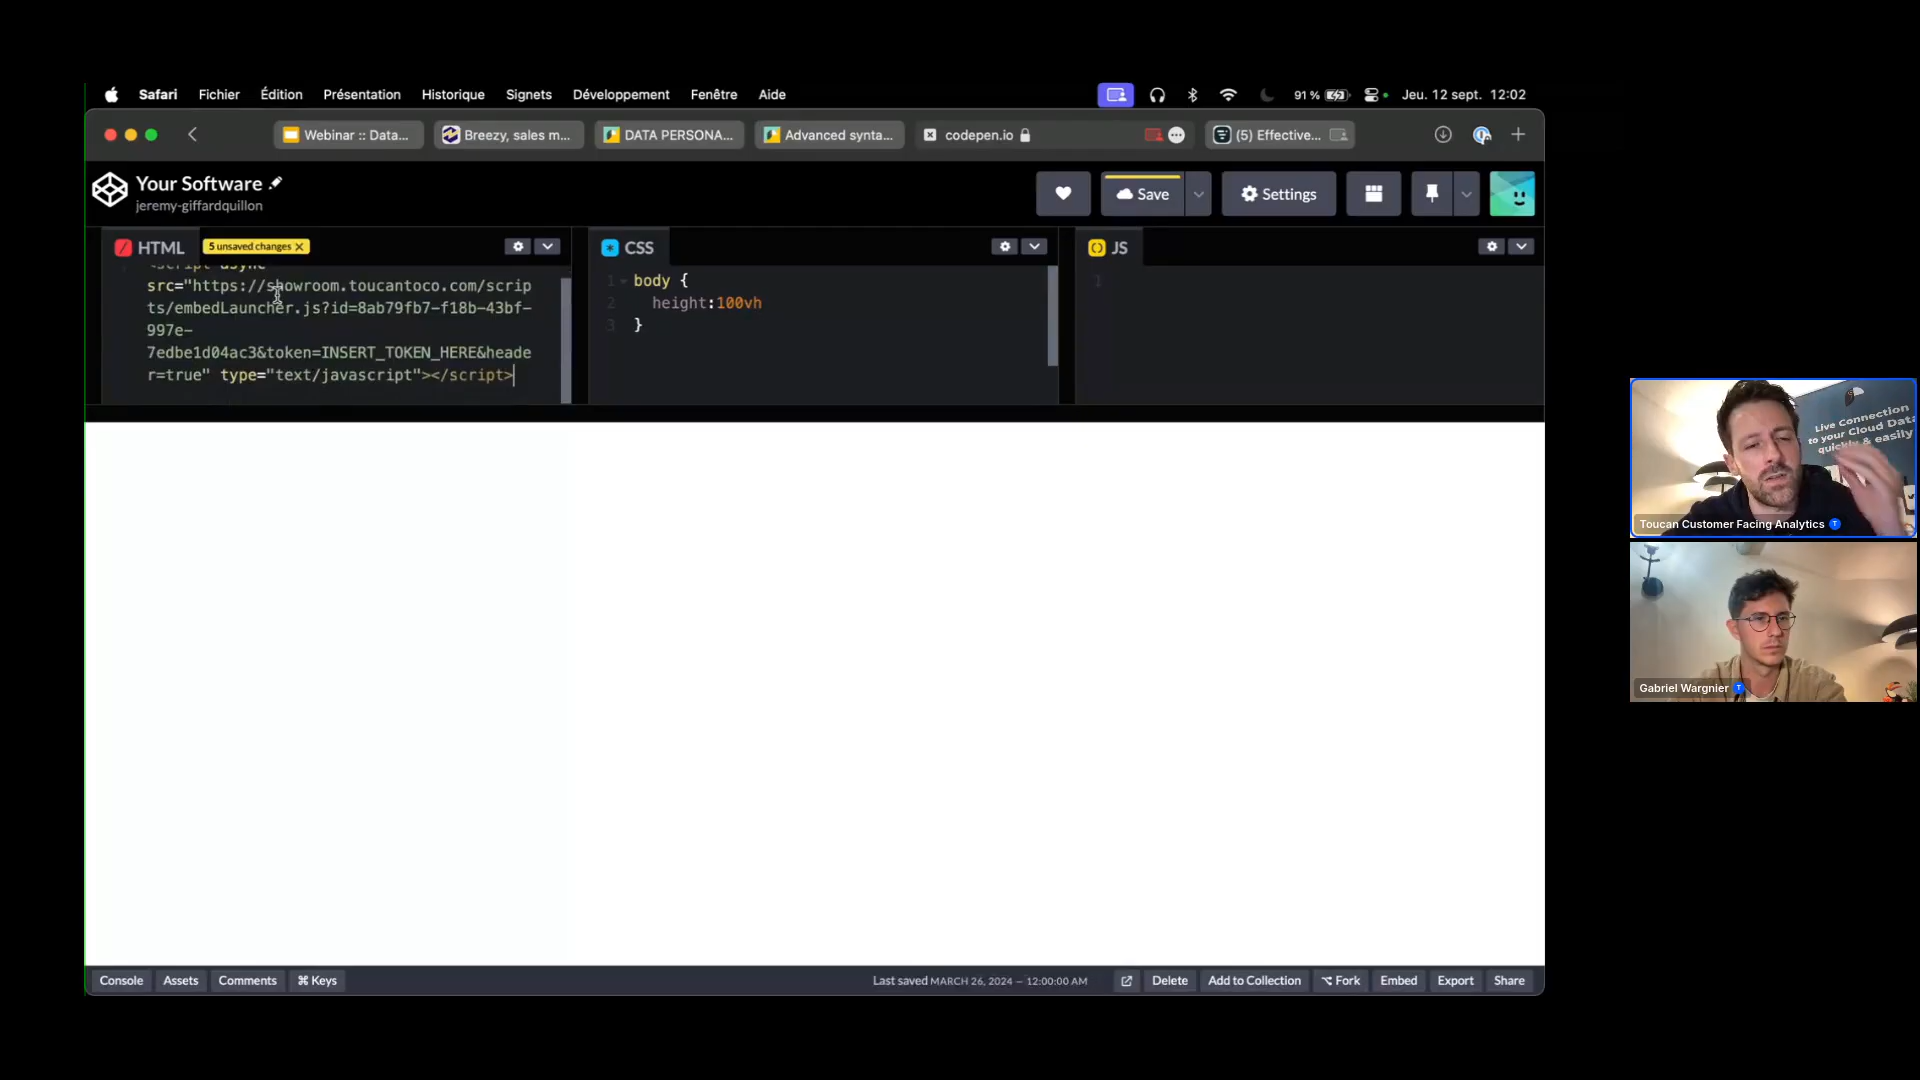 Safari Fichier Édition Présentation Historique Signets Développement Fenêtre Aide 91 % Jeu. 12 sept. 12:02
Webinar :: Data... Breezy, sales m... DATA PERSONA... Advanced synta... codepen.io (5) Effective...
Your Software
jeremy-giffardquillon
Save
Settings
HTML
5 unsaved changes ×
<script async
src="https://showroom.toucantoco.com/scrip
ts/embedLauncher.js?id=8ab79fb7-f18b-43bf-
997e-
7edbe1d04ac3&token=INSERT_TOKEN_HERE&heade
r=true" type="text/javascript"></script>
CSS
1 body {
2 height:100vh
3 }
JS
1
Live Connection
to your Cloud Data
quickly & easily
Toucan Customer Facing Analytics
Gabriel Wargnier
Console Assets Comments ⌘ Keys Last saved MARCH 26, 2024 — 12:00:00 AM Delete Add to Collection Fork Embed Export Share